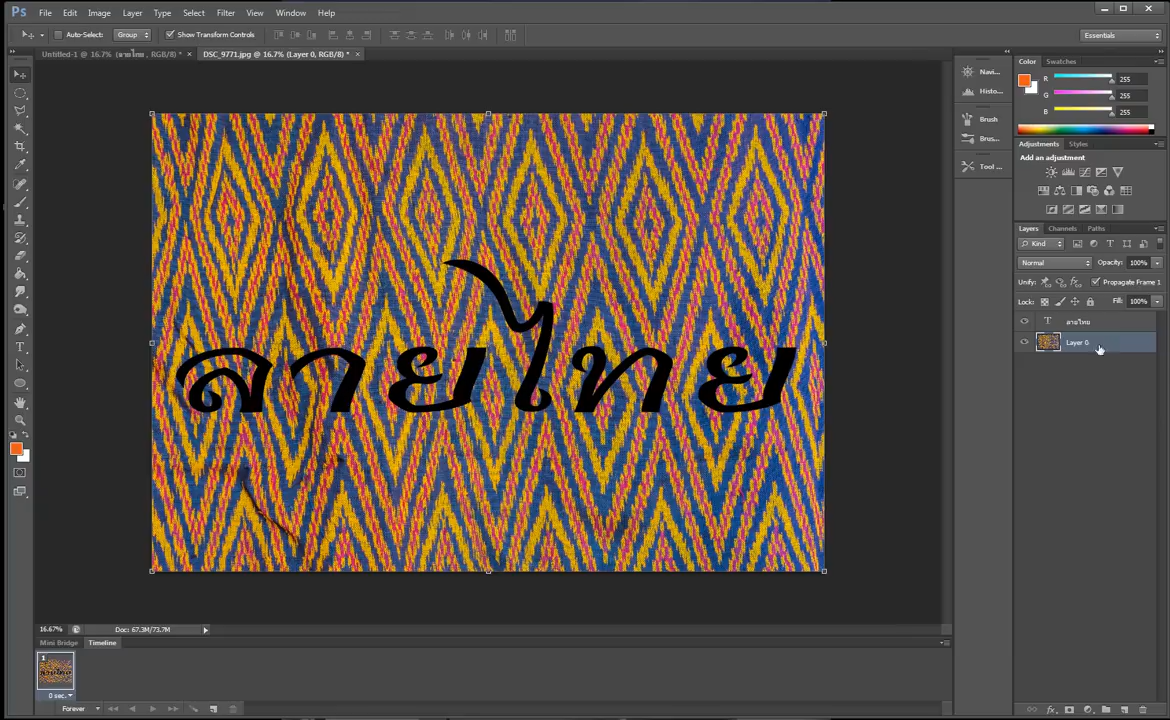 Ps File Edit Image Layer Type Select Filter View Window Help
Auto-Select: Group Show Transform Controls Essentials
Untitled-1 @ 16.7% (ลายไทย, RGB/8) * × DSC_9771.jpg @ 16.7% (Layer 0, RGB/8) * ×
ลายไทย
16.67% Doc: 67.3M/73.7M
Mini Bridge Timeline
1
0 sec.
Forever
Navi...
Histo...
Brush
Brus...
Tool ...
Color Swatches
R 255
G 255
B 255
Adjustments Styles
Add an adjustment
Layers Channels Paths
Kind
Normal Opacity: 100%
Unify: Propagate Frame 1
Lock: Fill: 100%
T ลายไทย
Layer 0